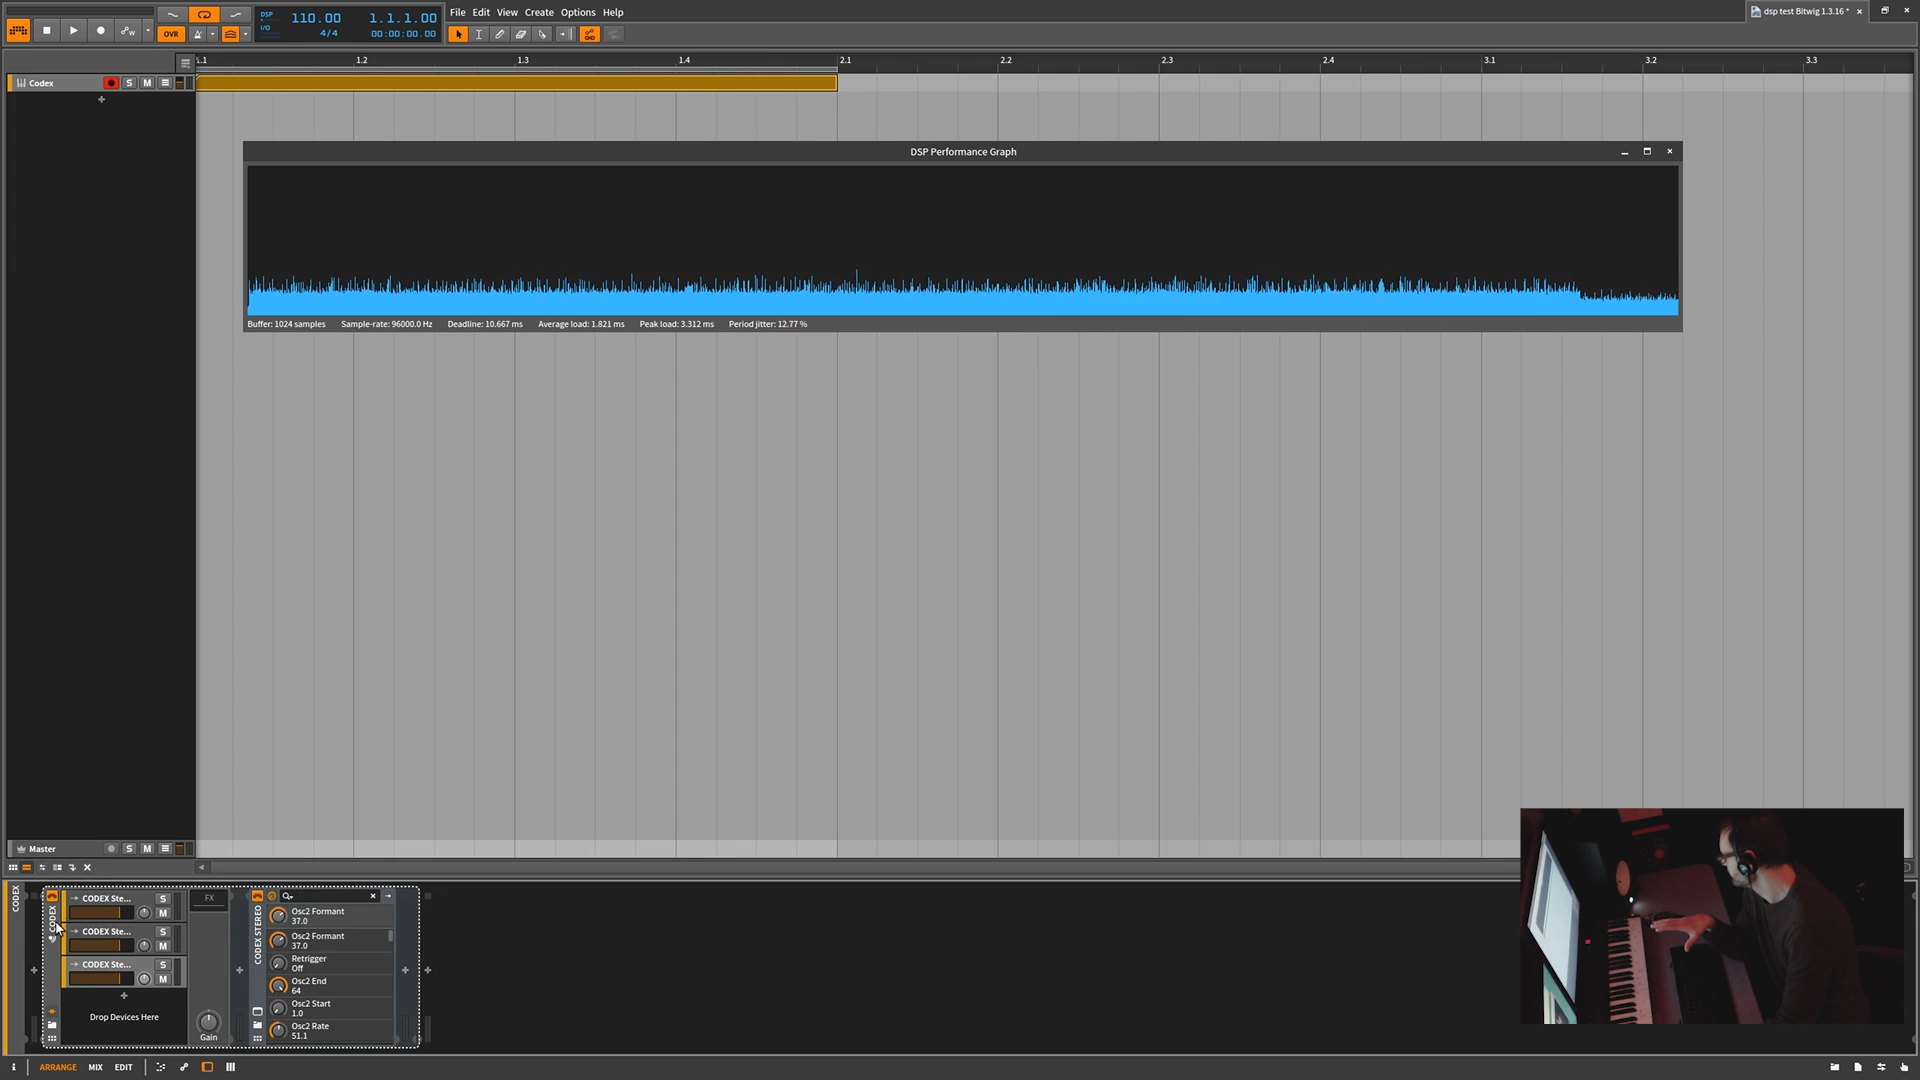 File Edit View Create Options Help
dsp test Bitwig 1.3.16 *
DSP
I/O
110.00
4/4
1.1.1.00
00:00:00.00
OVR
1.1 1.2 1.3 1.4 2.1 2.2 2.3 2.4 3.1 3.2 3.3
Codex S M
DSP Performance Graph
Buffer: 1024 samples Sample-rate: 96000.0 Hz Deadline: 10.667 ms Average load: 1.821 ms Peak load: 3.312 ms Period jitter: 12.77 %
Master S M
CODEX
CODEX
CODEX Ste... S
M
CODEX Ste... S
M
CODEX Ste... S
M
Drop Devices Here
FX
Gain
CODEX STEREO
Osc2 Formant
37.0
Osc2 Formant
37.0
Retrigger
Off
Osc2 End
64
Osc2 Start
1.0
Osc2 Rate
51.1
i ARRANGE MIX EDIT